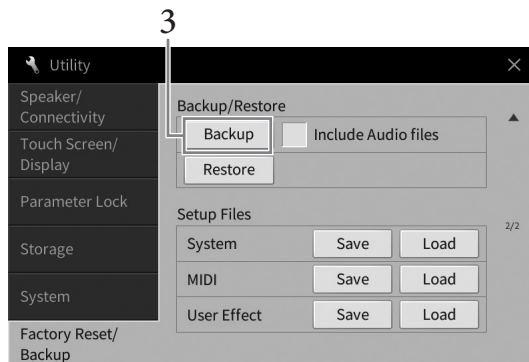 3
Utility
Speaker/
Connectivity
Touch Screen/
Display
Parameter Lock
Storage
System
Factory Reset/
Backup
Backup/Restore
Backup Include Audio files
Restore
Setup Files
2/2
System Save Load
MIDI Save Load
User Effect Save Load